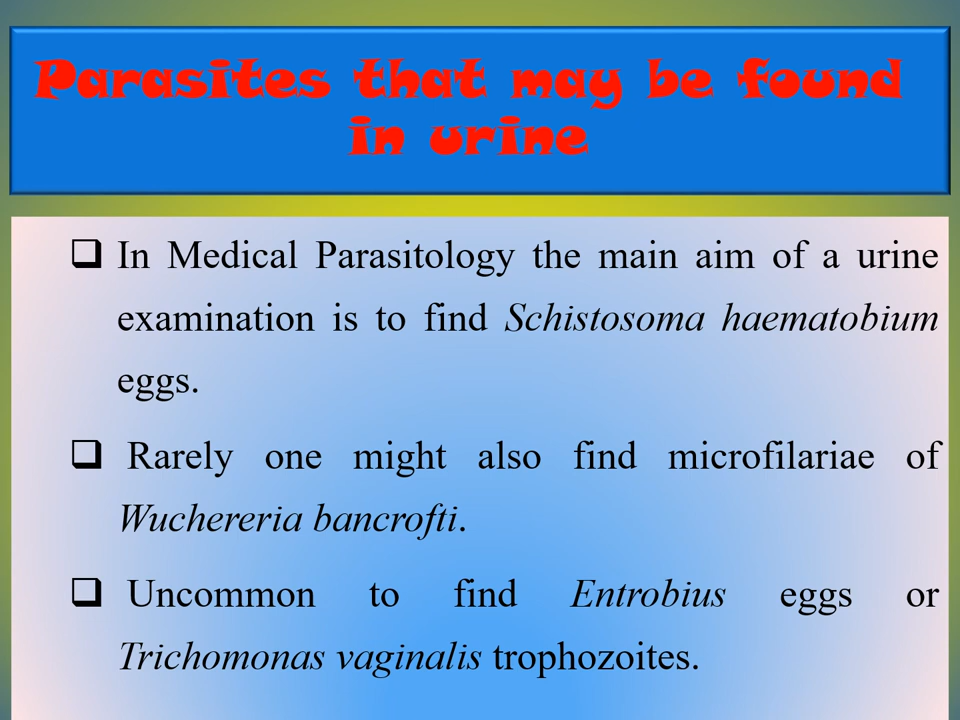 Parasites that may be found
in urine
In Medical Parasitology the main aim of a urine
examination is to find Schistosoma haematobium
eggs.
Rarely one might also find microfilariae of
Wuchereria bancrofti.
Uncommon to find Entrobius eggs or
Trichomonas vaginalis trophozoites.